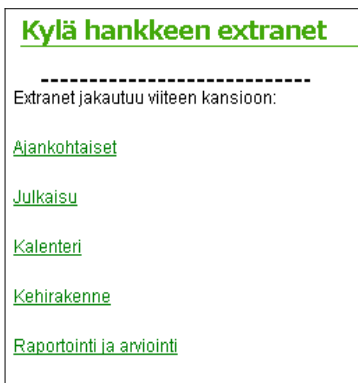 Kylä hankkeen extranet
----------------------------
Extranet jakautuu viiteen kansioon:
Ajankohtaiset
Julkaisu
Kalenteri
Kehirakenne
Raportointi ja arviointi